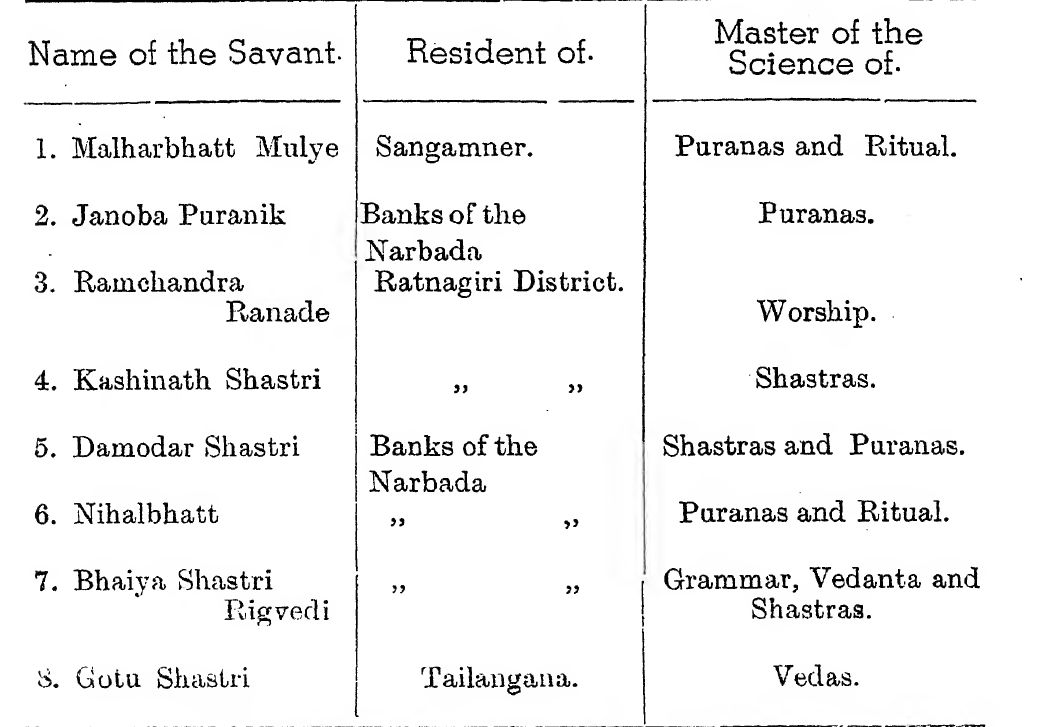 Name of the Savant. Resident of. Master of the
Science of.
1. Malharbhatt Mulye Sangamner. Puranas and Ritual.
2. Janoba Puranik Banks of the Puranas.
Narbada
3. Ramchandra Ratnagiri District.
Ranade Worship.
4. Kashinath Shastri ,, ,, Shastras.
5. Damodar Shastri Banks of the Shastras and Puranas.
Narbada
6. Nihalbhatt ,, ,, Puranas and Ritual.
7. Bhaiya Shastri ,, ,, Grammar, Vedanta and
Rigvedi Shastras.
8. Gotu Shastri Tailangana. Vedas.